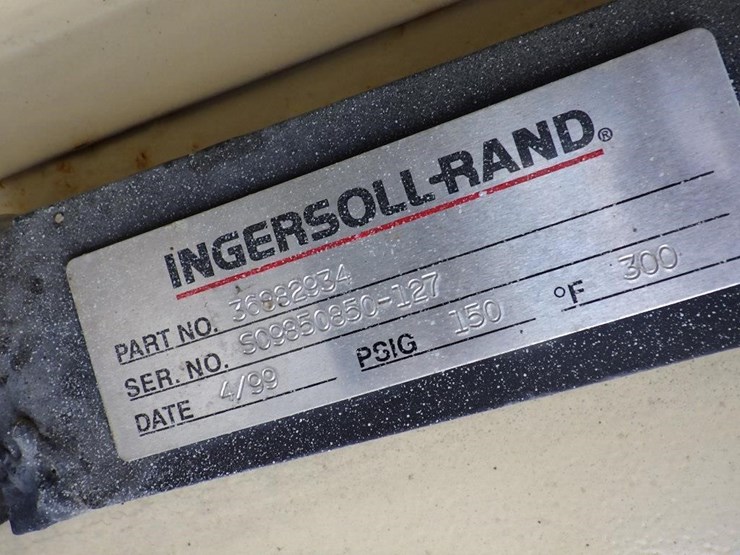 INGERSOLL-RAND®
PART NO. 36882934
SER. NO. S09850850-127
DATE 4/99 PSIG 150 °F 300